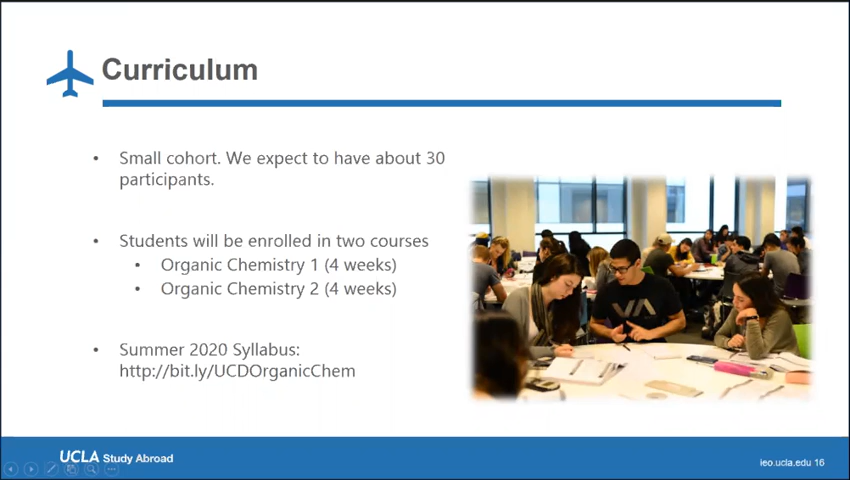 Curriculum
• Small cohort. We expect to have about 30
participants.
• Students will be enrolled in two courses
• Organic Chemistry 1 (4 weeks)
• Organic Chemistry 2 (4 weeks)
• Summer 2020 Syllabus:
http://bit.ly/UCDOrganicChem
VA
UCLA Study Abroad
ieo.ucla.edu 16